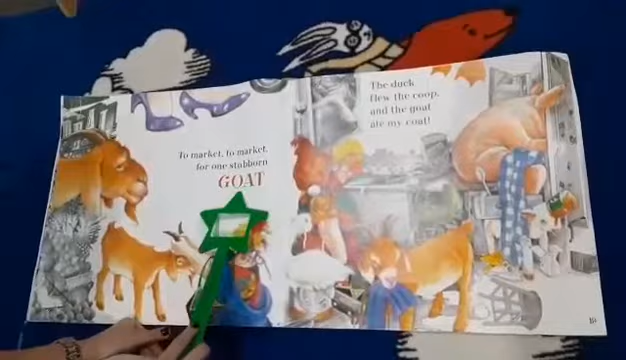 To market, to market,
for one stubborn
GOAT
The duck
flew the coop,
and the goat
ate my coat!